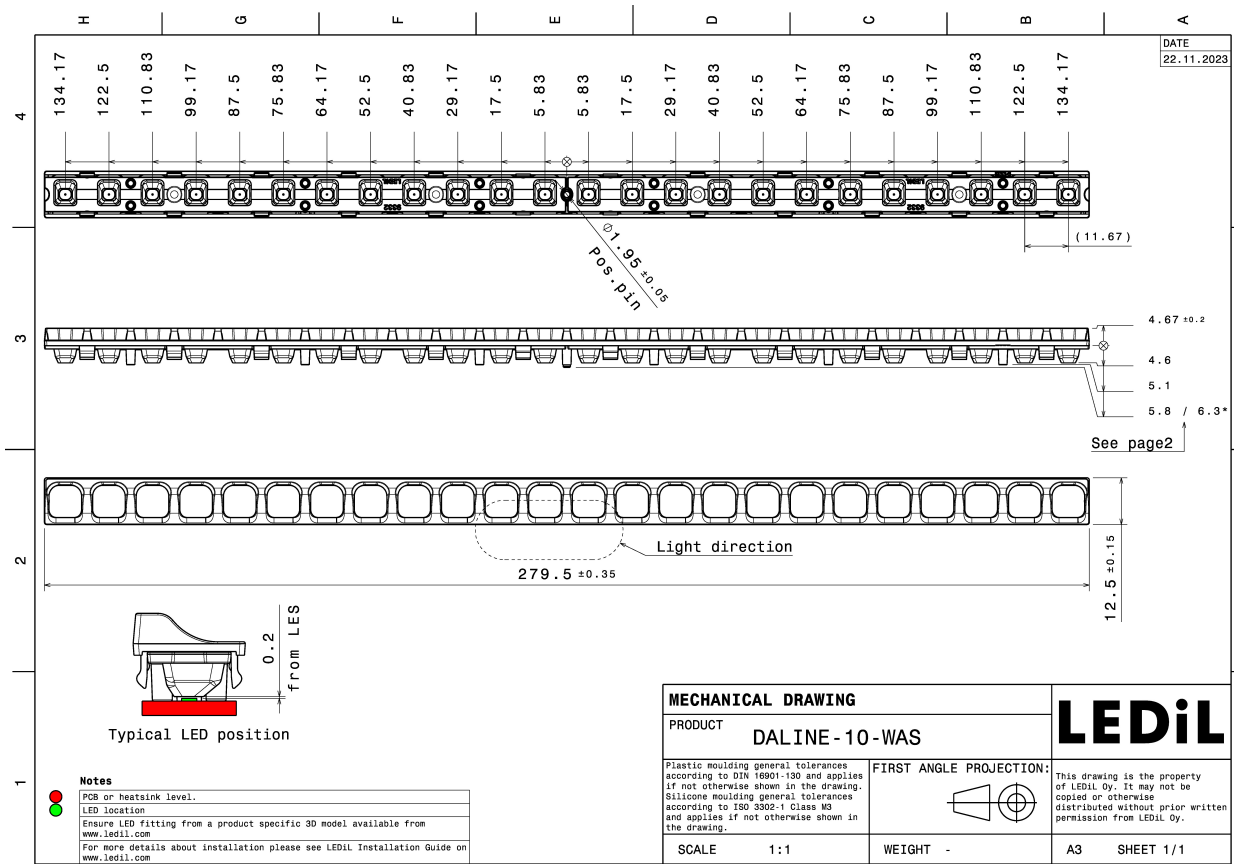 H G F E D C B A
DATE
22.11.2023
134.17 122.5 110.83 99.17 87.5 75.83 64.17 52.5 40.83 29.17 17.5 5.83 5.83 17.5 29.17 40.83 52.5 64.17 75.83 87.5 99.17 110.83 122.5 134.17
4
LEDiL
9332
LEDiL
9332
(11.67)
Ø1.95 ±0.05
Pos.pin
3
4.67 ±0.2
4.6
5.1
5.8 / 6.3*
See page2
Light direction
2
279.5 ±0.35
12.5 ±0.15
0.2
from LES
Typical LED position
1
Notes
PCB or heatsink level.
LED location
Ensure LED fitting from a product specific 3D model available from
www.ledil.com
For more details about installation please see LEDiL Installation Guide on
www.ledil.com
MECHANICAL DRAWING
PRODUCT
DALINE-10-WAS
LEDiL
Plastic moulding general tolerances
according to DIN 16901-130 and applies
if not otherwise shown in the drawing.
Silicone moulding general tolerances
according to ISO 3302-1 Class M3
and applies if not otherwise shown in
the drawing.
FIRST ANGLE PROJECTION:
This drawing is the property
of LEDiL Oy. It may not be
copied or otherwise
distributed without prior written
permission from LEDiL Oy.
SCALE 1:1
WEIGHT -
A3 SHEET 1/1